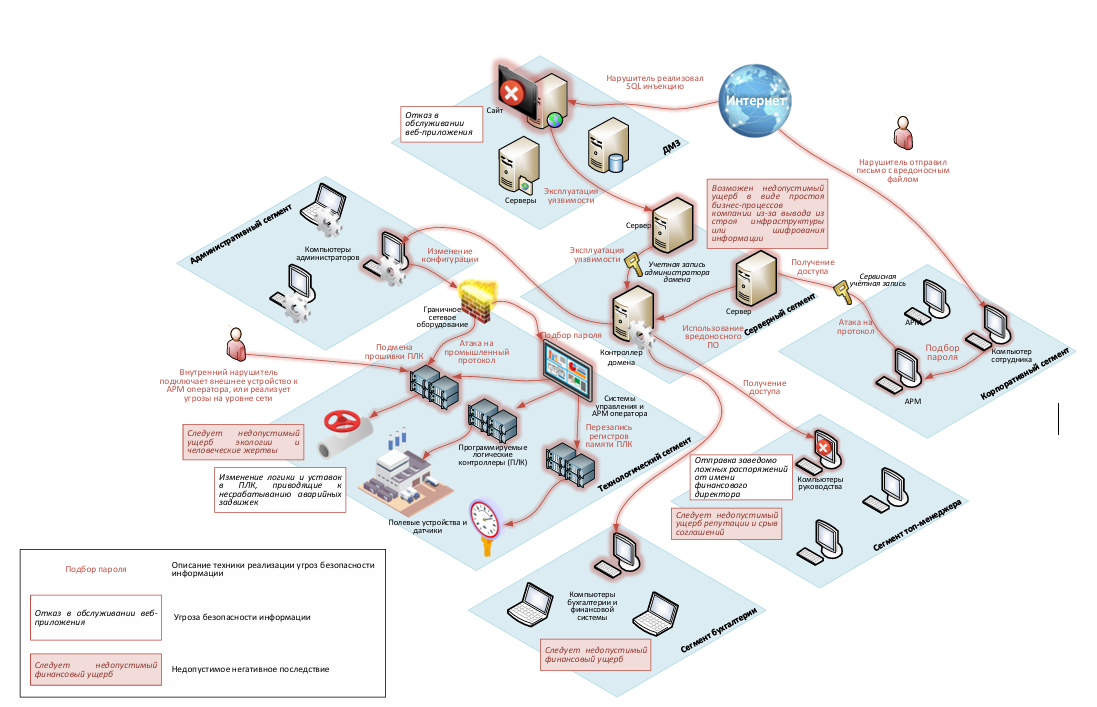 Нарушитель реализовал
SQL инъекцию
Интернет
Сайт
Отказ в
обслуживании
веб-приложения
ДМЗ
Серверы
Эксплуатация
уязвимости
Нарушитель отправил
письмо с вредоносным
файлом
Административный сегмент
Компьютеры
администраторов
Изменение
конфигурации
Сервер
Эксплуатация
уязвимости
Учетная запись
администратора
домена
Возможен недопустимый
ущерб в виде простоя
бизнес-процессов
компании из-за вывода из
строя инфраструктуры
или шифрования
информации
Получение
доступа
Сервисная
учётная запись
Граничное
сетевое
оборудование
Сервер
Серверный сегмент
Использование
вредоносного
ПО
Контроллер
домена
Атака на
протокол
АРМ
Подбор
пароля
Компьютер
сотрудника
АРМ
Корпоративный сегмент
Подбор пароля
Подмена
прошивки ПЛК
Атака на
промышленный
протокол
Внутренний нарушитель
подключает внешнее устройство к
АРМ оператора, или реализует
угрозы на уровне сети
Системы
управления и
АРМ оператора
Получение
доступа
Следует недопустимый
ущерб экологии и
человеческие жертвы
Перезапись
регистров
памяти ПЛК
Программируемые
логические
контроллеры (ПЛК)
Технологический сегмент
Изменение логики и уставок
в ПЛК, приводящие к
несрабатыванию аварийных
задвижек
Полевые устройства и
датчики
Отправка заведомо
ложных распоряжений
от имени
финансового
директора
Компьютеры
руководства
Следует недопустимый
ущерб репутации и срыв
соглашений
Сегмент топ-менеджера
Компьютеры
бухгалтерии и
финансовой
системы
Сегмент бухгалтерии
Следует недопустимый
финансовый ущерб
Подбор пароля
Описание техники реализации угроз безопасности
информации
Отказ в обслуживании веб-
приложения
Угроза безопасности информации
Следует недопустимый
финансовый ущерб
Недопустимое негативное последствие